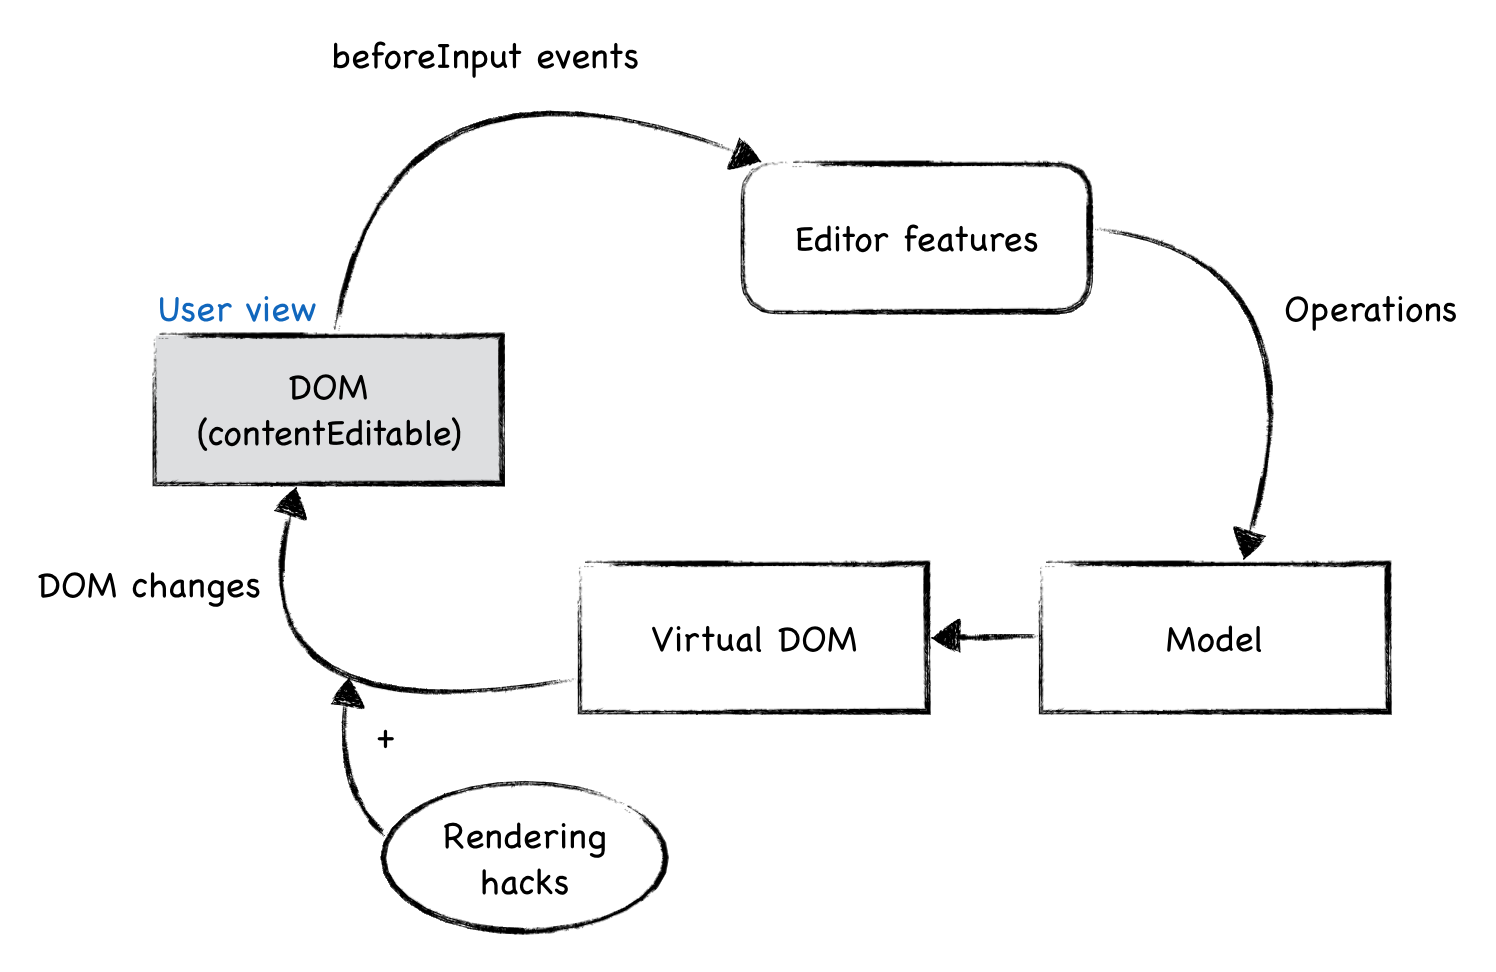 beforeInput events
Editor features
User view
Operations
DOM
(contentEditable)
DOM changes
Virtual DOM
Model
+
Rendering
hacks